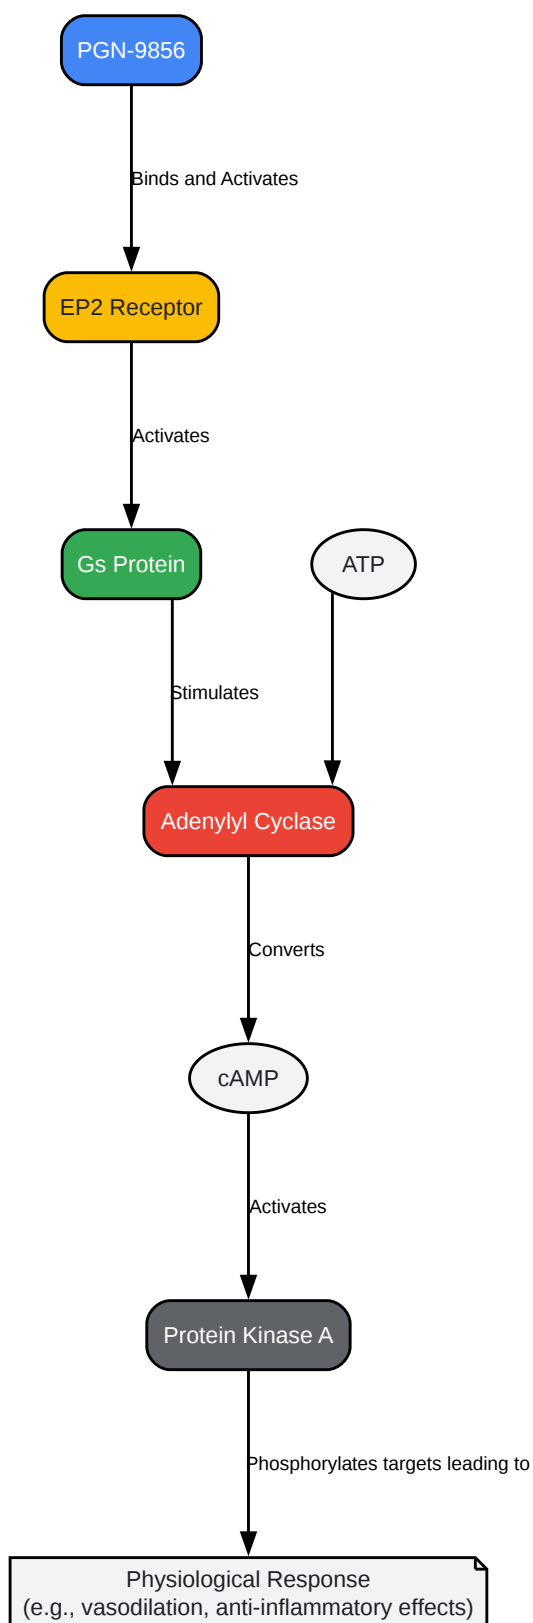 PGN-9856
Binds and Activates
EP2 Receptor
Activates
Gs Protein
ATP
Stimulates
Adenylyl Cyclase
Converts
cAMP
Activates
Protein Kinase A
Phosphorylates targets leading to
Physiological Response
(e.g., vasodilation, anti-inflammatory effects)